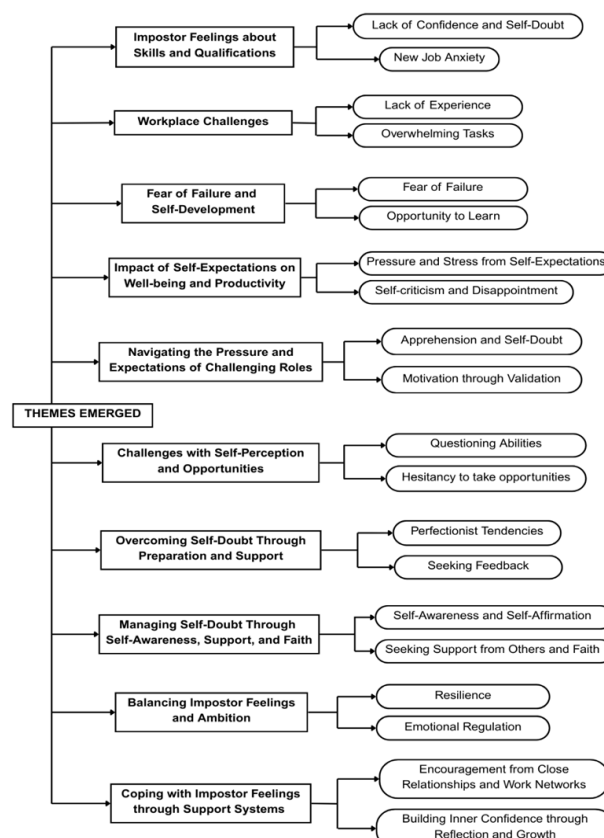 Impostor Feelings about
Skills and Qualifications
Lack of Confidence and Self-Doubt
New Job Anxiety
Workplace Challenges
Lack of Experience
Overwhelming Tasks
Fear of Failure and
Self-Development
Fear of Failure
Opportunity to Learn
Impact of Self-Expectations on
Well-being and Productivity
Pressure and Stress from Self-Expectations
Self-criticism and Disappointment
Navigating the Pressure and
Expectations of Challenging Roles
Apprehension and Self-Doubt
Motivation through Validation
THEMES EMERGED
Challenges with Self-Perception
and Opportunities
Questioning Abilities
Hesitancy to take opportunities
Overcoming Self-Doubt Through
Preparation and Support
Perfectionist Tendencies
Seeking Feedback
Managing Self-Doubt Through
Self-Awareness, Support, and Faith
Self-Awareness and Self-Affirmation
Seeking Support from Others and Faith
Balancing Impostor Feelings
and Ambition
Resilience
Emotional Regulation
Coping with Impostor Feelings
through Support Systems
Encouragement from Close
Relationships and Work Networks
Building Inner Confidence through
Reflection and Growth